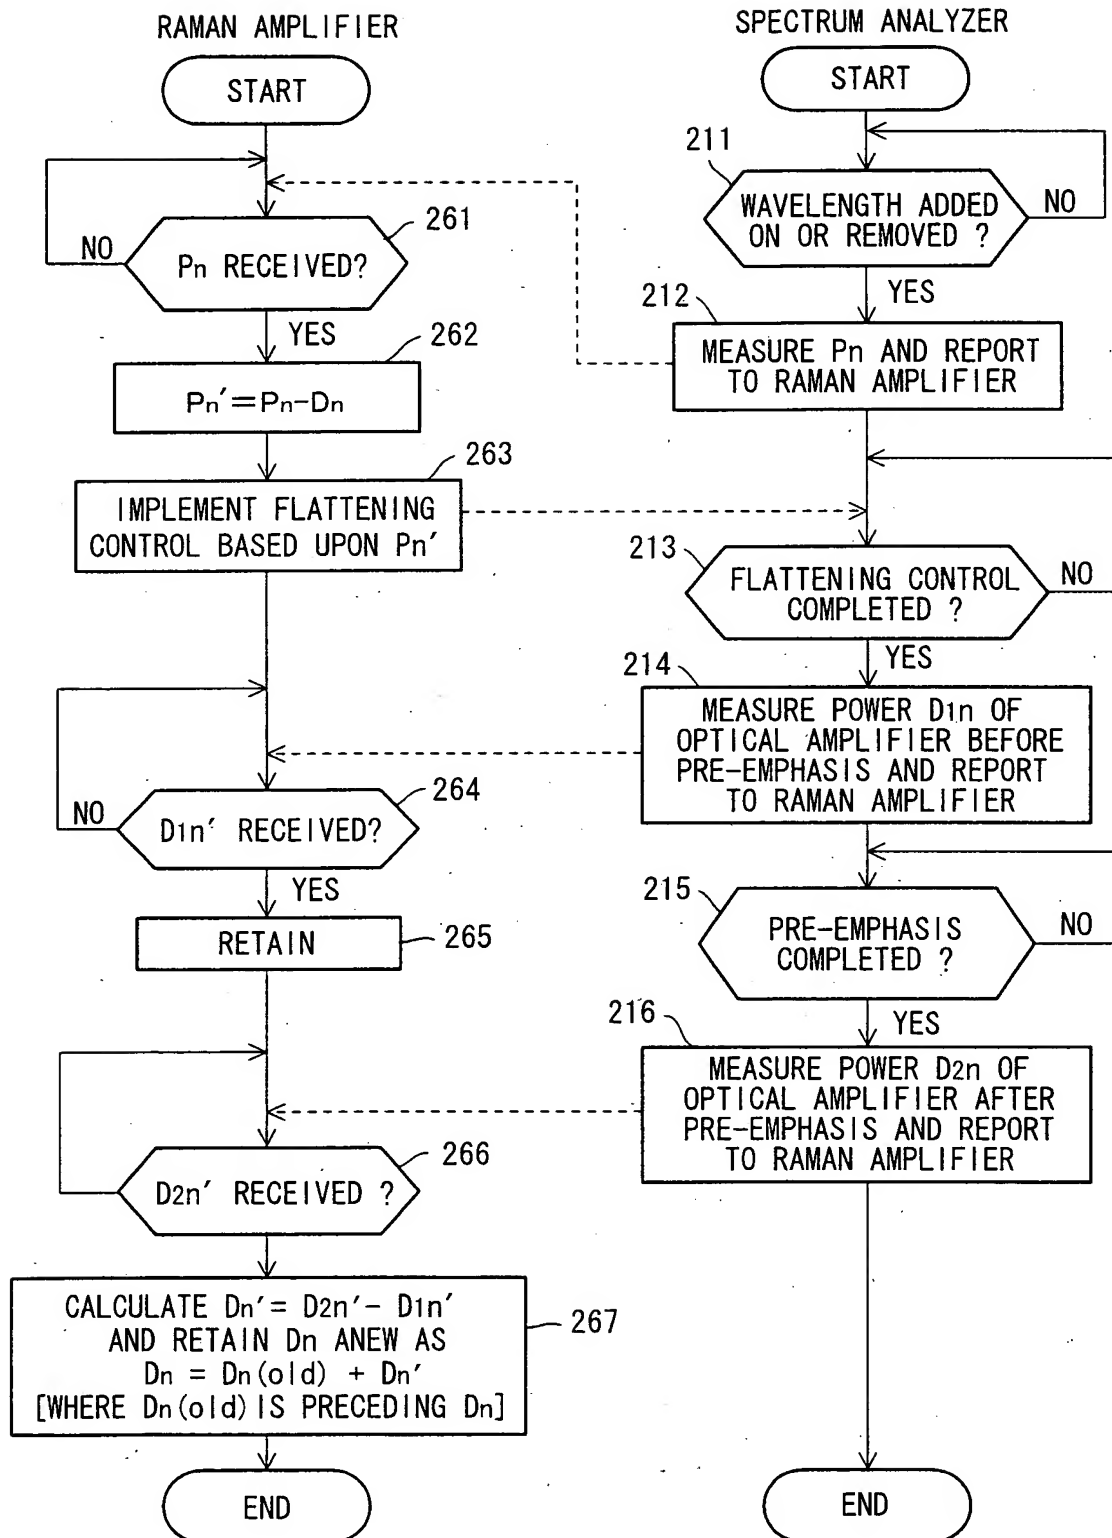 RAMAN AMPLIFIER
START
261
NO
Pn RECEIVED?
YES
262
Pn′=Pn-Dn
263
IMPLEMENT FLATTENING
CONTROL BASED UPON Pn′
264
NO
D1n′ RECEIVED?
YES
RETAIN
265
266
D2n′ RECEIVED ?
CALCULATE Dn′= D2n′- D1n′
AND RETAIN Dn ANEW AS
Dn = Dn(old) + Dn′
[WHERE Dn(old) IS PRECEDING Dn]
267
END
SPECTRUM ANALYZER
START
211
WAVELENGTH ADDED
ON OR REMOVED ?
NO
YES
212
MEASURE Pn AND REPORT
TO RAMAN AMPLIFIER
213
FLATTENING CONTROL
COMPLETED ?
NO
YES
214
MEASURE POWER D1n OF
OPTICAL AMPLIFIER BEFORE
PRE-EMPHASIS AND REPORT
TO RAMAN AMPLIFIER
215
PRE-EMPHASIS
COMPLETED ?
NO
YES
216
MEASURE POWER D2n OF
OPTICAL AMPLIFIER AFTER
PRE-EMPHASIS AND REPORT
TO RAMAN AMPLIFIER
END